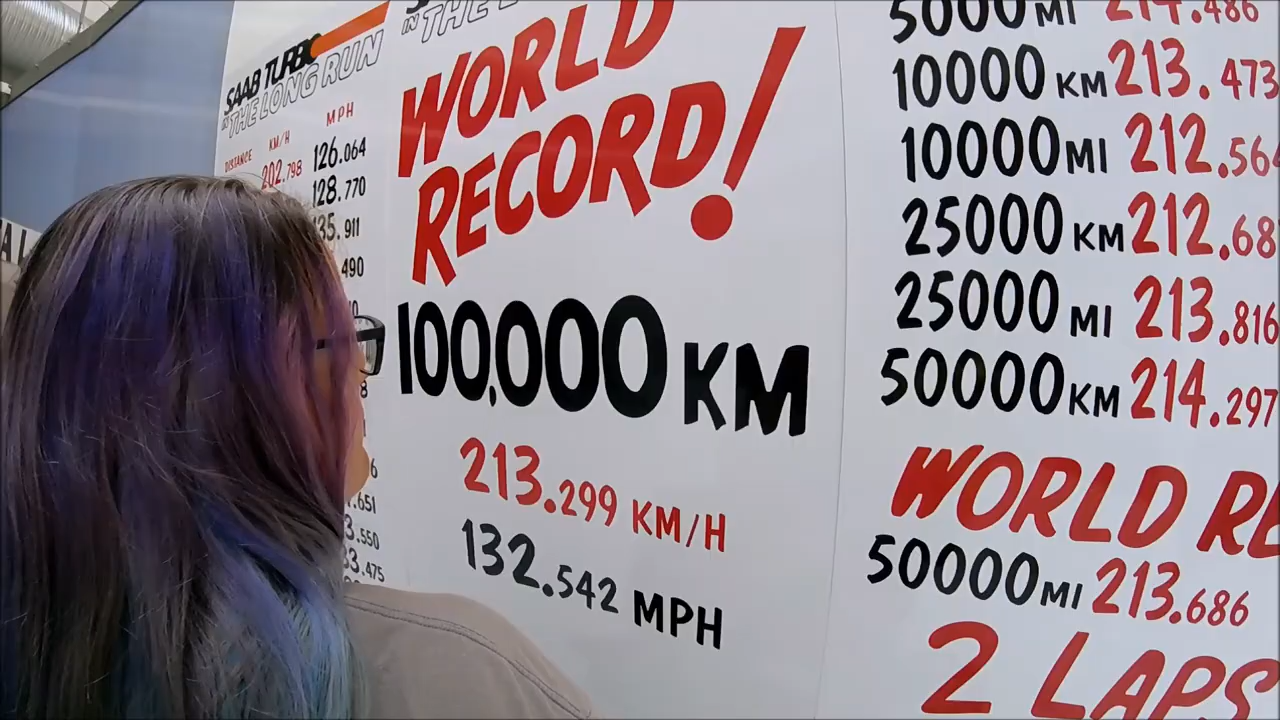 SAAB TURBO
IN THE LONG RUN
MPH
DISTANCE KM/H
202.798 126.064
128.770
135.911
490
.651
3.550
33.475
IN THE
WORLD
RECORD!
100,000 KM
213.299 KM/H
132.542 MPH
5000 MI 214.486
10000 KM 213.473
10000 MI 212.564
25000 KM 212.68
25000 MI 213.816
50000 KM 214.297
WORLD RE
50000 MI 213.686
2 LAPS